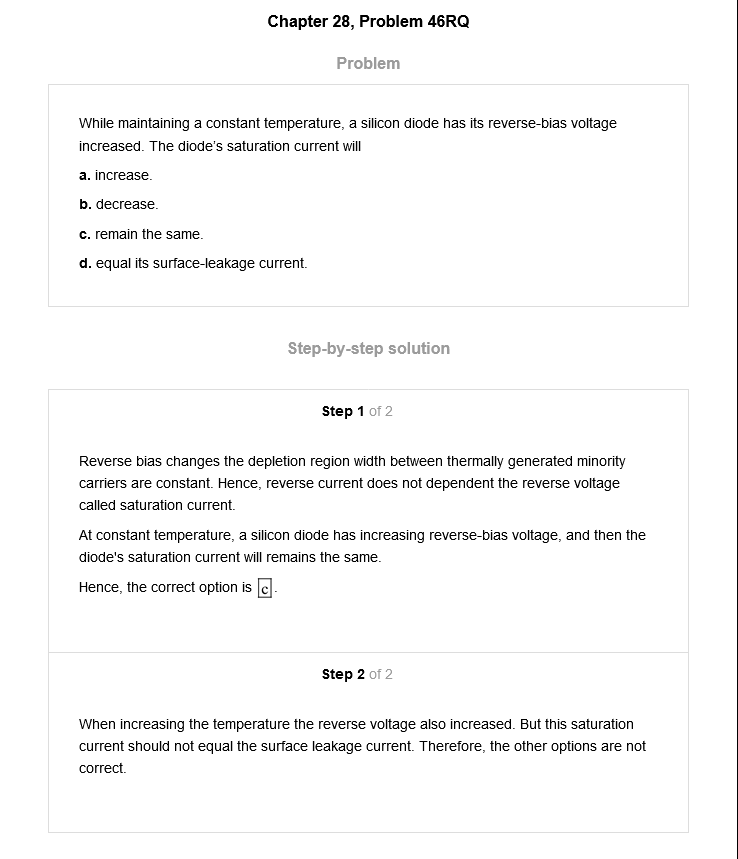 Chapter 28, Problem 46RQ
Problem
While maintaining a constant temperature, a silicon diode has its reverse-bias voltage
increased. The diode's saturation current will
a. increase.
b. decrease.
c. remain the same.
d. equal its surface-leakage current.
Step-by-step solution
Step 1 of 2
Reverse bias changes the depletion region width between thermally generated minority
carriers are constant. Hence, reverse current does not dependent the reverse voltage
called saturation current.
At constant temperature, a silicon diode has increasing reverse-bias voltage, and then the
diode's saturation current will remains the same.
Hence, the correct option is c.
Step 2 of 2
When increasing the temperature the reverse voltage also increased. But this saturation
current should not equal the surface leakage current. Therefore, the other options are not
correct.